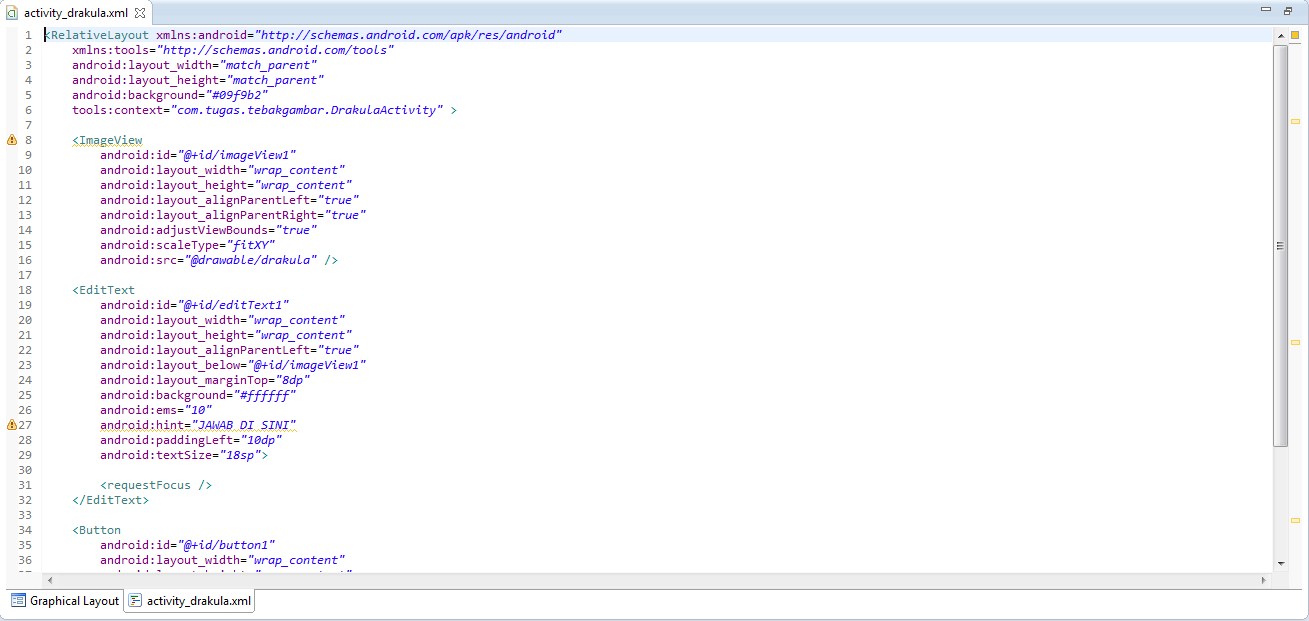 activity_drakula.xml
1 <RelativeLayout xmlns:android="http://schemas.android.com/apk/res/android"
2 xmlns:tools="http://schemas.android.com/tools"
3 android:layout_width="match_parent"
4 android:layout_height="match_parent"
5 android:background="#09f9b2"
6 tools:context="com.tugas.tebakgambar.DrakulaActivity" >
7
8 <ImageView
9 android:id="@+id/imageView1"
10 android:layout_width="wrap_content"
11 android:layout_height="wrap_content"
12 android:layout_alignParentLeft="true"
13 android:layout_alignParentRight="true"
14 android:adjustViewBounds="true"
15 android:scaleType="fitXY"
16 android:src="@drawable/drakula" />
17
18 <EditText
19 android:id="@+id/editText1"
20 android:layout_width="wrap_content"
21 android:layout_height="wrap_content"
22 android:layout_alignParentLeft="true"
23 android:layout_below="@+id/imageView1"
24 android:layout_marginTop="8dp"
25 android:background="#ffffff"
26 android:ems="10"
27 android:hint="JAWAB DI SINI"
28 android:paddingLeft="10dp"
29 android:textSize="18sp">
30
31 <requestFocus />
32 </EditText>
33
34 <Button
35 android:id="@+id/button1"
36 android:layout_width="wrap_content"
Graphical Layout activity_drakula.xml